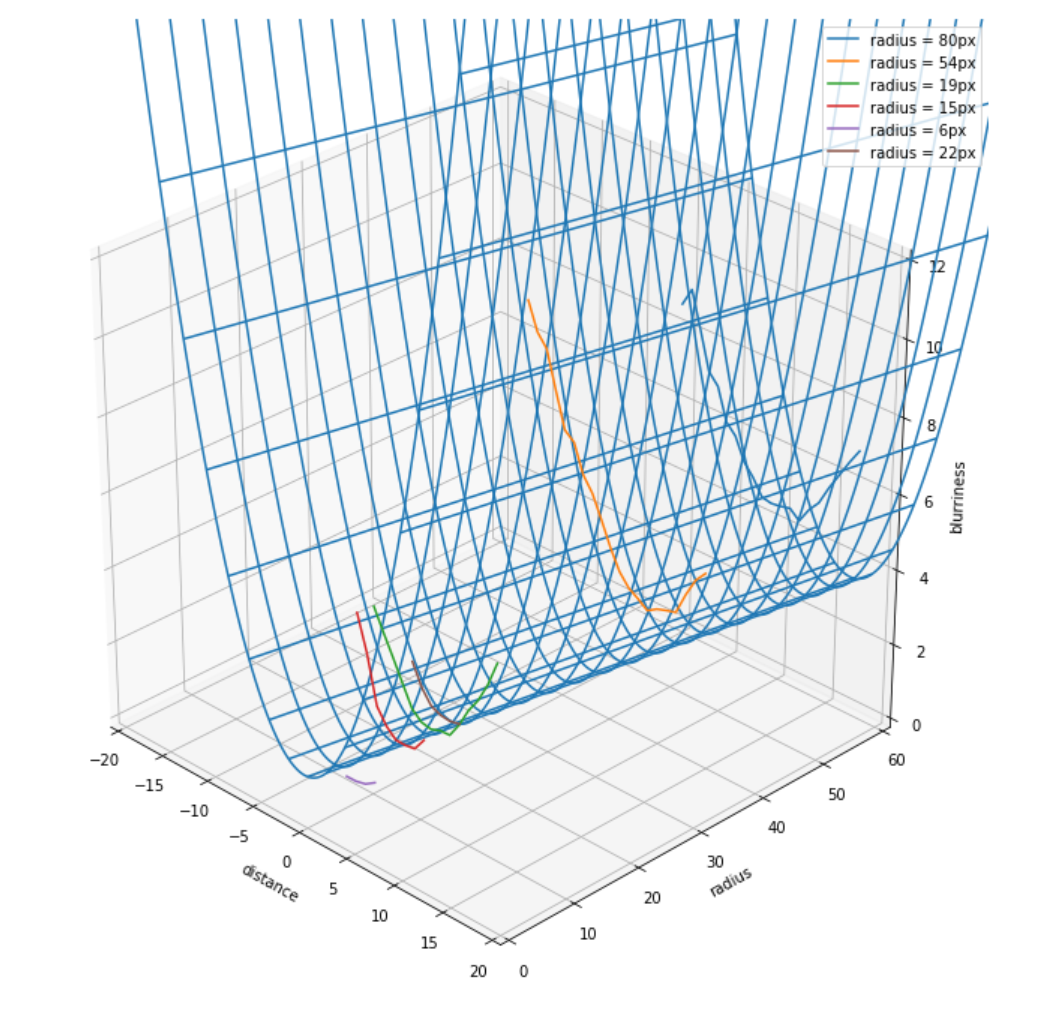 radius = 80px
radius = 54px
radius = 19px
radius = 15px
radius = 6px
radius = 22px
12
10
8
6
4
2
0
blurriness
−20
−15
−10
−5
0
5
10
15
20
distance
0
10
20
30
40
50
60
radius